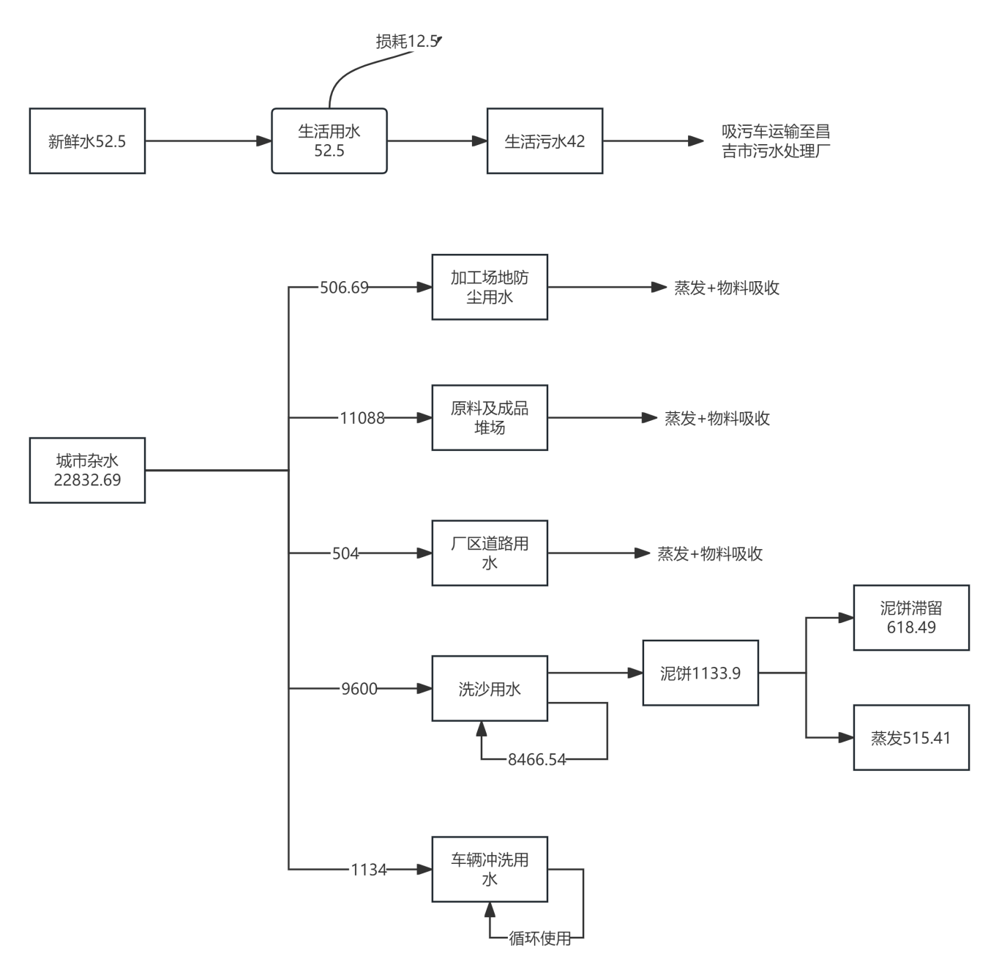 损耗12.5
新鲜水52.5
生活用水
52.5
生活污水42
吸污车运输至昌
吉市污水处理厂
506.69
加工场地防
尘用水
蒸发+物料吸收
11088
原料及成品
堆场
蒸发+物料吸收
城市杂水
22832.69
504
厂区道路用
水
蒸发+物料吸收
泥饼滞留
618.49
9600
洗沙用水
泥饼1133.9
8466.54
蒸发515.41
1134
车辆冲洗用
水
循环使用